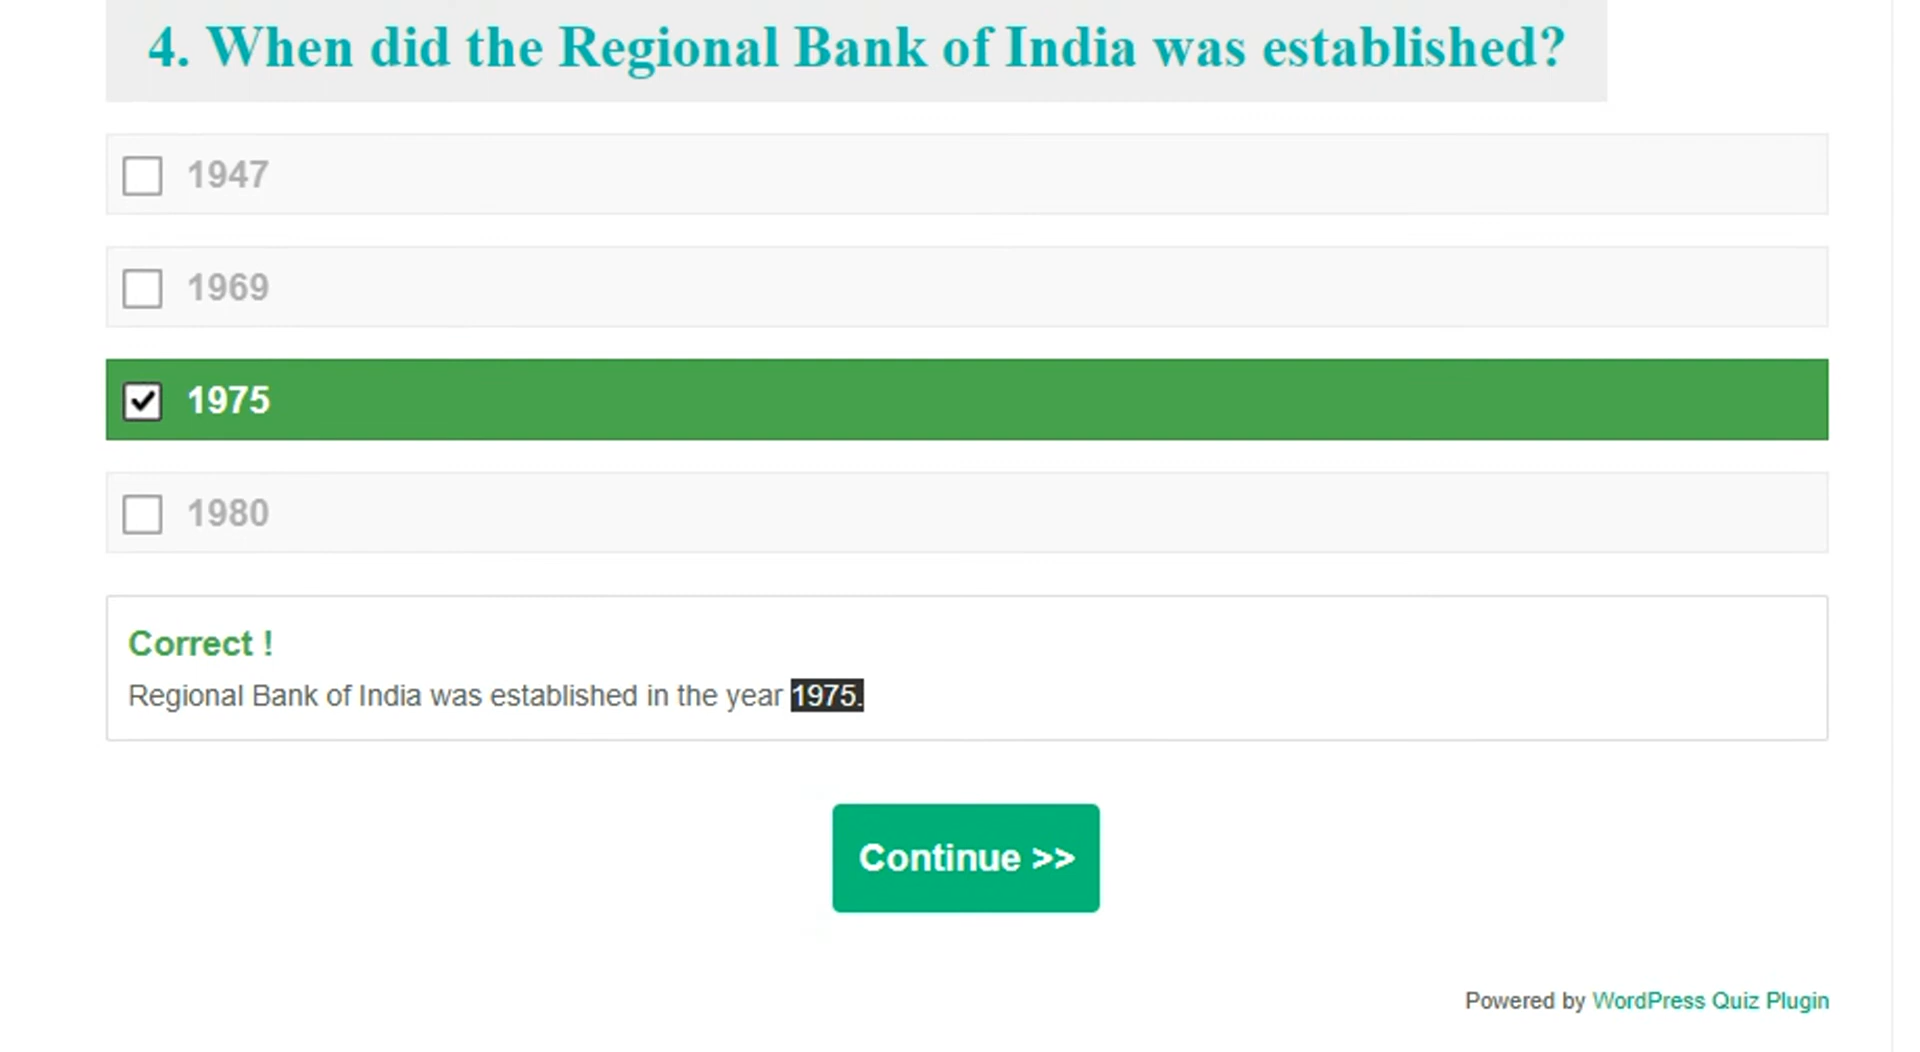 4. When did the Regional Bank of India was established?
1947
1969
1975
1980
Correct !
Regional Bank of India was established in the year 1975.
Continue >>
Powered by WordPress Quiz Plugin